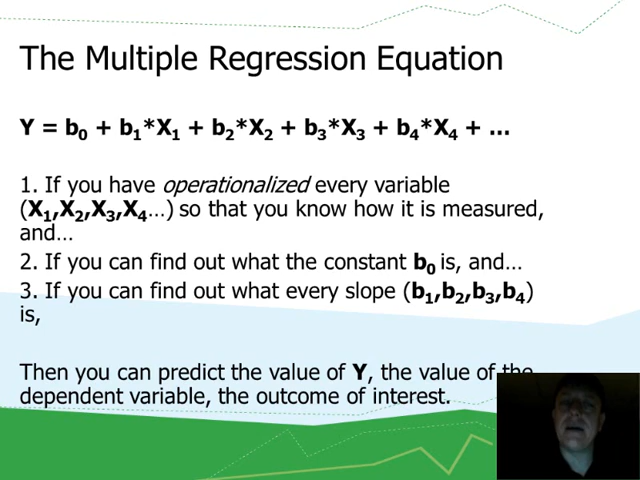 The Multiple Regression Equation
Y = b₀ + b₁*X₁ + b₂*X₂ + b₃*X₃ + b₄*X₄ + ...
1. If you have operationalized every variable
(X₁,X₂,X₃,X₄…) so that you know how it is measured,
and…
2. If you can find out what the constant b₀ is, and…
3. If you can find out what every slope (b₁,b₂,b₃,b₄)
is,
Then you can predict the value of Y, the value of the
dependent variable, the outcome of interest.